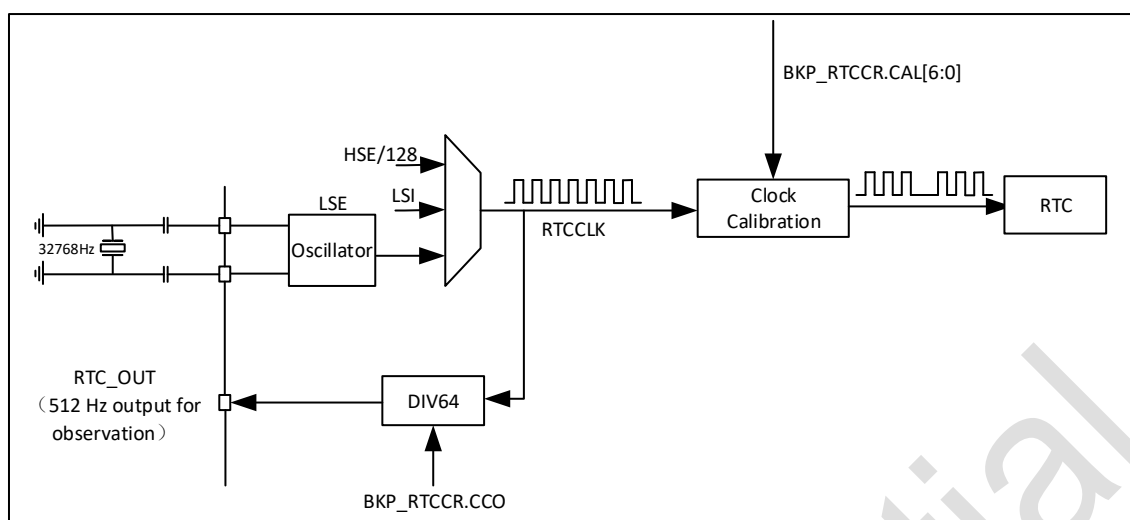 BKP_RTCCR.CAL[6:0]
HSE/128
LSI
LSE
Oscillator
32768Hz
RTCCLK
Clock
Calibration
RTC
RTC_OUT
（512 Hz output for
observation）
DIV64
BKP_RTCCR.CCO
tial